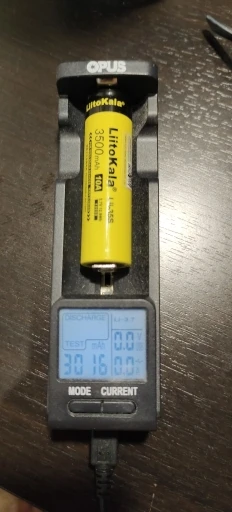 OPUS
LiitoKala®
LiitoKala®
3500mAh 10A
DISCHARGE
TEST mAh
3016
0.0
0.0
MODE CURRENT